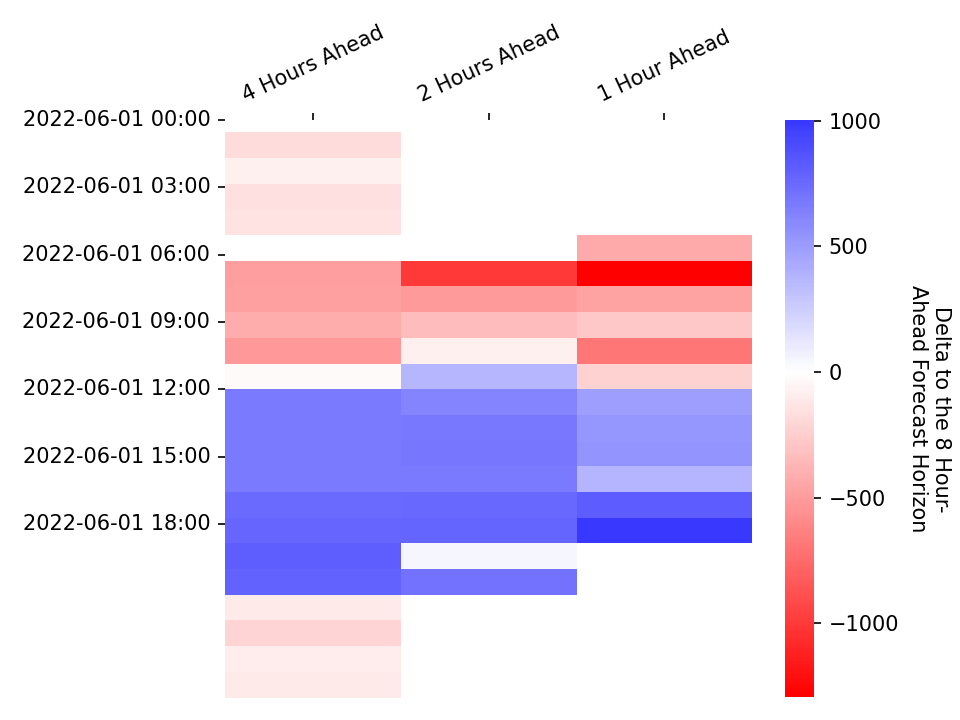 4 Hours Ahead
2 Hours Ahead
1 Hour Ahead
2022-06-01 00:00
2022-06-01 03:00
2022-06-01 06:00
2022-06-01 09:00
2022-06-01 12:00
2022-06-01 15:00
2022-06-01 18:00
1000
500
0
−500
−1000
Delta to the 8 Hour-
Ahead Forecast Horizon